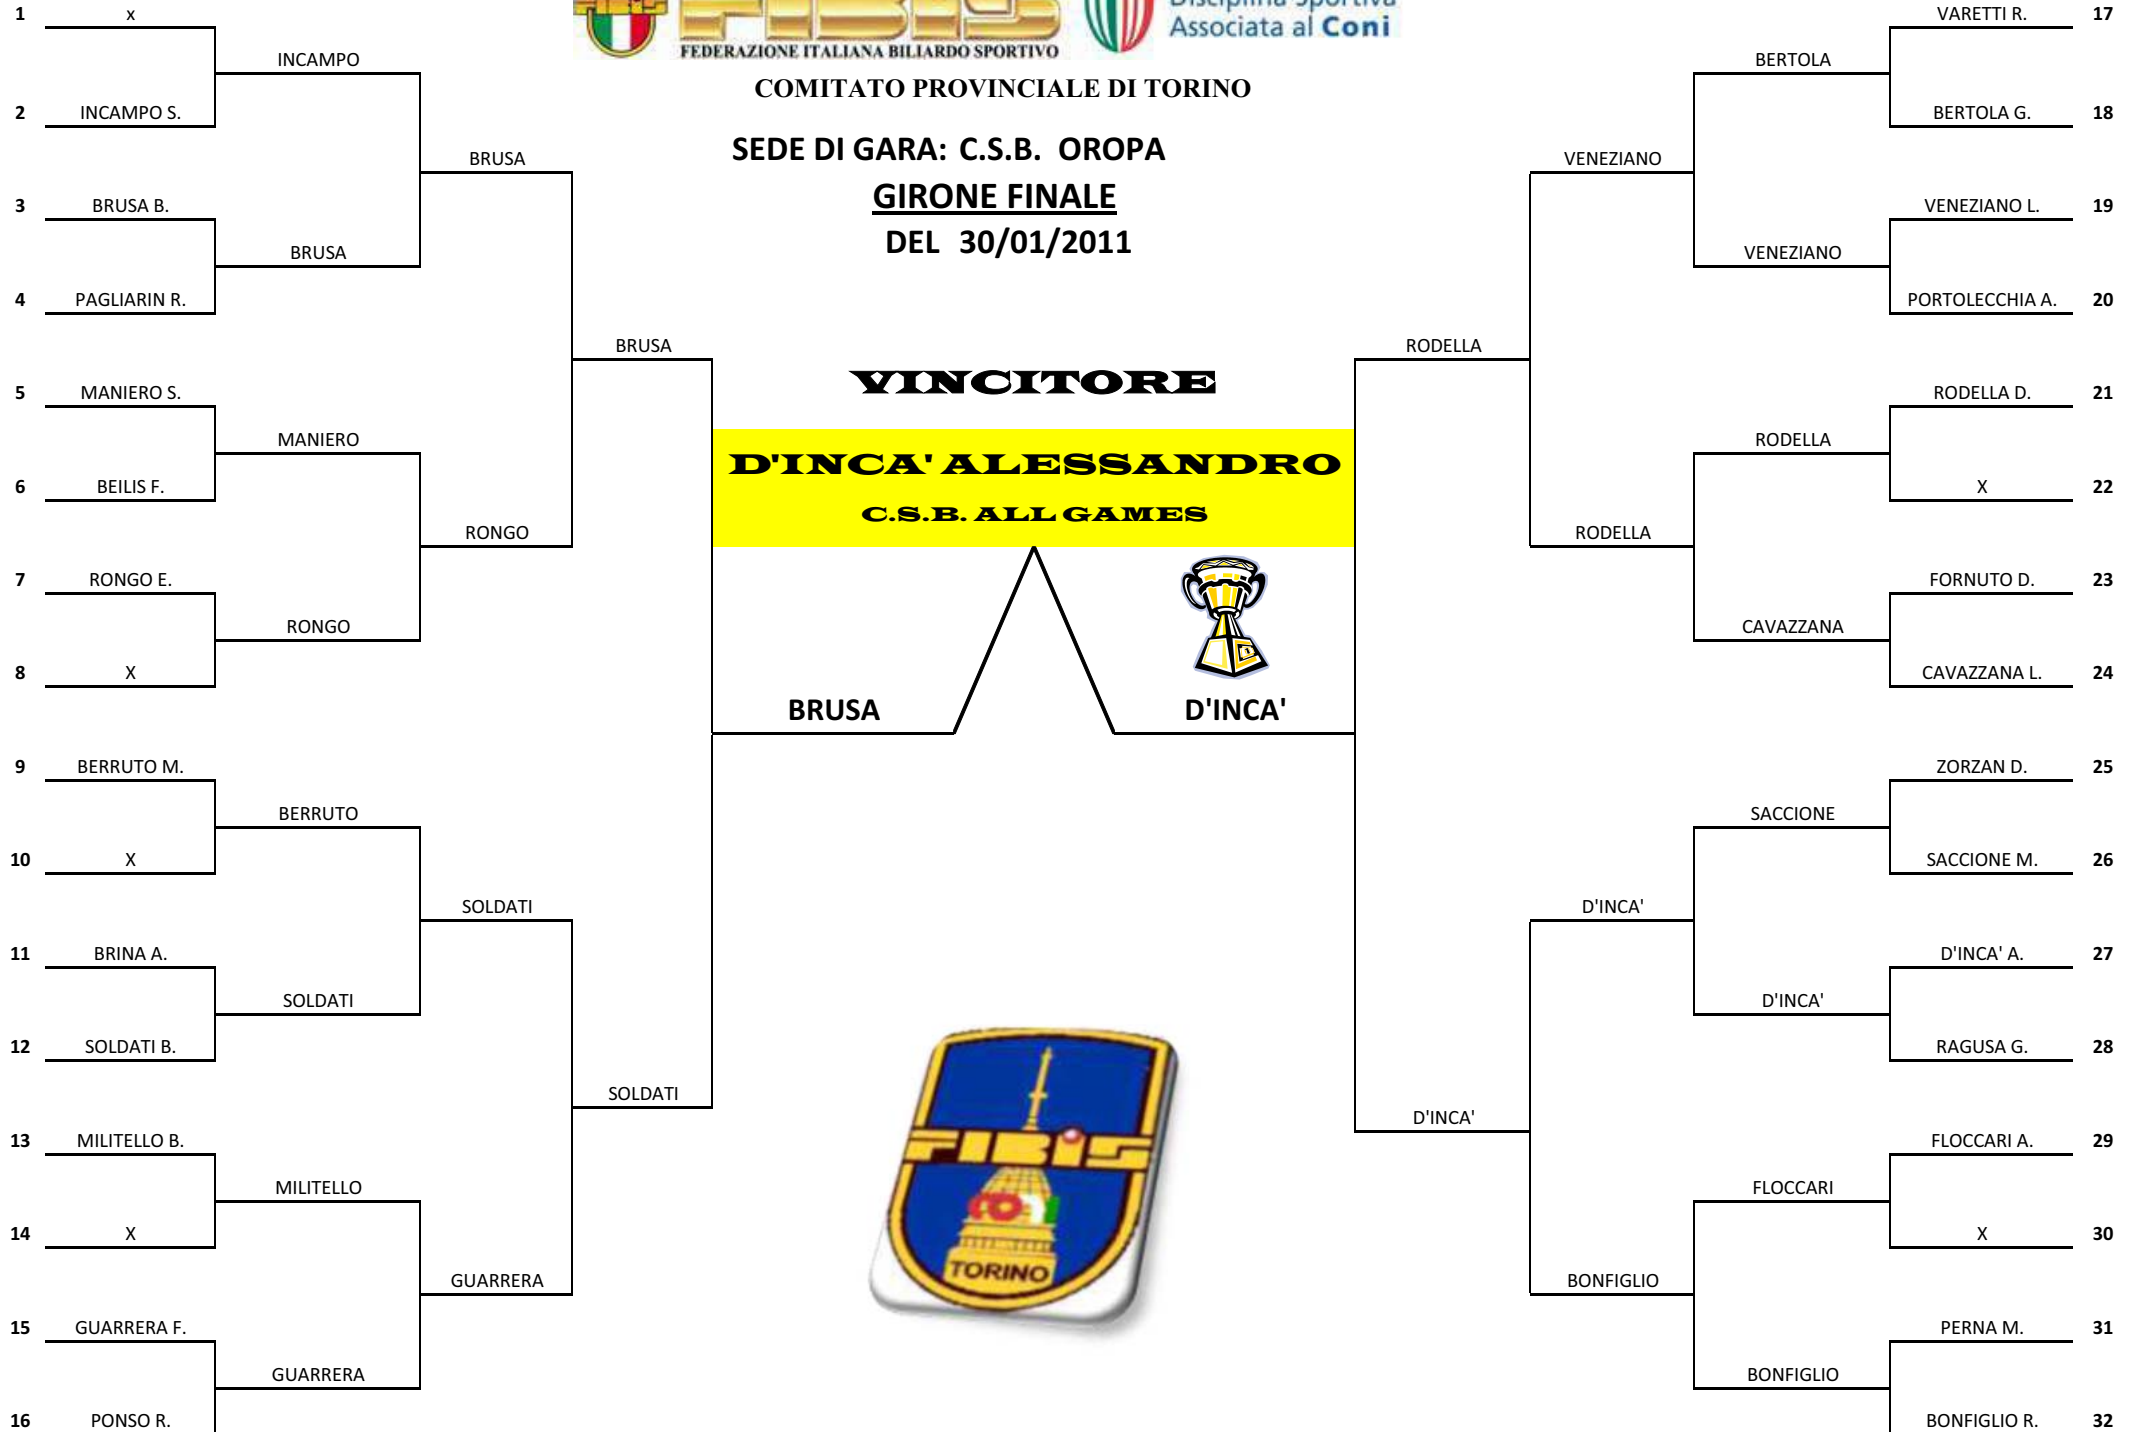 FIBIS
FEDERAZIONE ITALIANA BILIARDO SPORTIVO
Disciplina Sportiva
Associata al Coni
COMITATO PROVINCIALE DI TORINO
SEDE DI GARA: C.S.B. OROPA
GIRONE FINALE
DEL 30/01/2011
1 x
2 INCAMPO S.
3 BRUSA B.
4 PAGLIARIN R.
5 MANIERO S.
6 BEILIS F.
7 RONGO E.
8 X
9 BERRUTO M.
10 X
11 BRINA A.
12 SOLDATI B.
13 MILITELLO B.
14 X
15 GUARRERA F.
16 PONSO R.
INCAMPO
BRUSA
MANIERO
RONGO
BERRUTO
SOLDATI
MILITELLO
GUARRERA
BRUSA
RONGO
SOLDATI
GUARRERA
BRUSA
SOLDATI
BRUSA
VINCITORE
D'INCA' ALESSANDRO
C.S.B. ALL GAMES
D'INCA'
FIBIS
CONI
TORINO
RODELLA
D'INCA'
VENEZIANO
RODELLA
D'INCA'
BONFIGLIO
BERTOLA
VENEZIANO
RODELLA
CAVAZZANA
SACCIONE
D'INCA'
FLOCCARI
BONFIGLIO
VARETTI R. 17
BERTOLA G. 18
VENEZIANO L. 19
PORTOLECCHIA A. 20
RODELLA D. 21
X 22
FORNUTO D. 23
CAVAZZANA L. 24
ZORZAN D. 25
SACCIONE M. 26
D'INCA' A. 27
RAGUSA G. 28
FLOCCARI A. 29
X 30
PERNA M. 31
BONFIGLIO R. 32